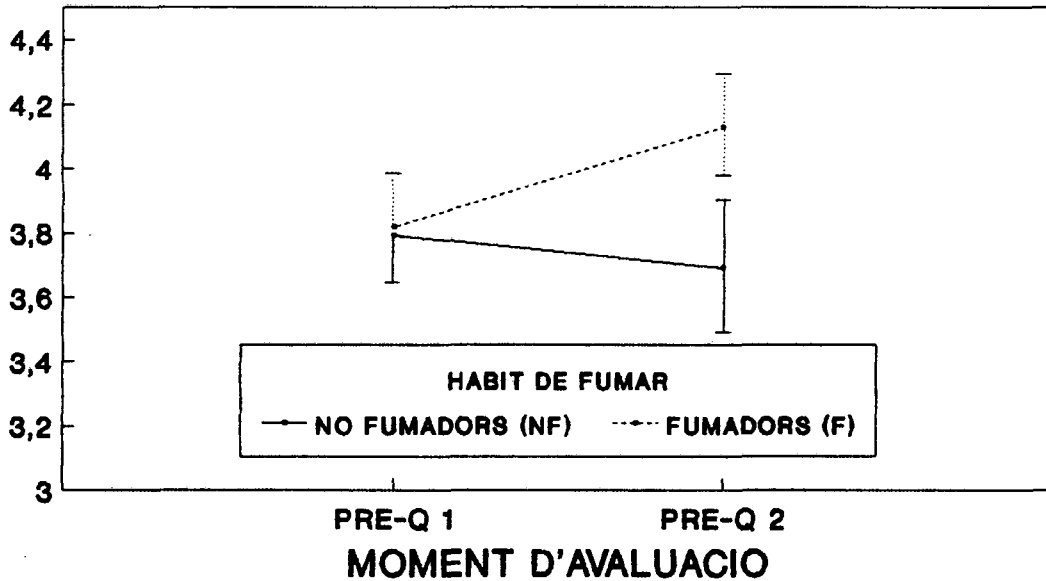 4,4
4,2
4
3,8
3,6
3,4
3,2
3
HABIT DE FUMAR
NO FUMADORS (NF) FUMADORS (F)
PRE-Q 1 PRE-Q 2
MOMENT D'AVALUACIO